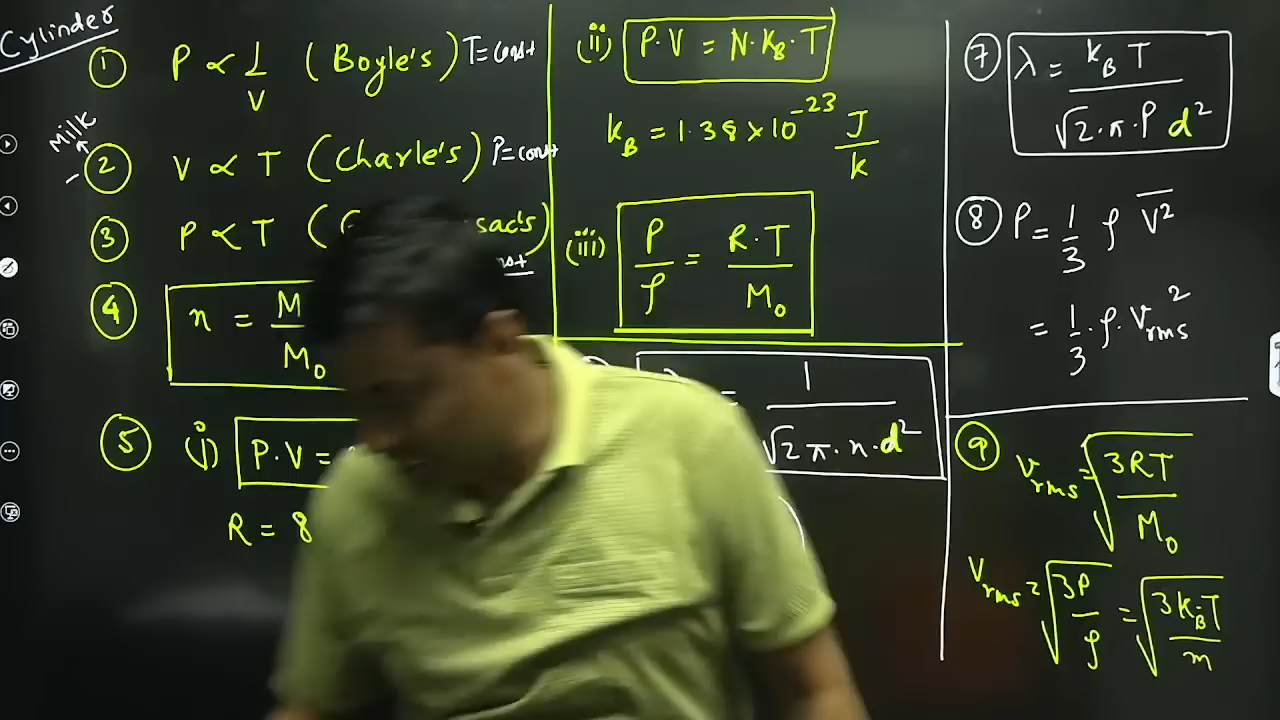 Cylinder
① P ∝ 1/V (Boyle's) T=const
Milk
② V ∝ T (Charle's) P=const
③ P ∝ T ( sac's)
④ n = M/M₀
⑤ (i) P.V =
R = 8
(ii) P.V = N.K_B.T
k_B = 1.38 × 10⁻²³ J/k
(iii) P/ρ = R.T/M₀
= 1/√2 π.n.d²
⑦ λ = k_B T/√2.π.P d²
⑧ P = 1/3 ρ V̅²
= 1/3.ρ.V_rms²
⑨ V_rms = √3RT/M₀
V_rms = √3P/ρ = √3k_B.T/m